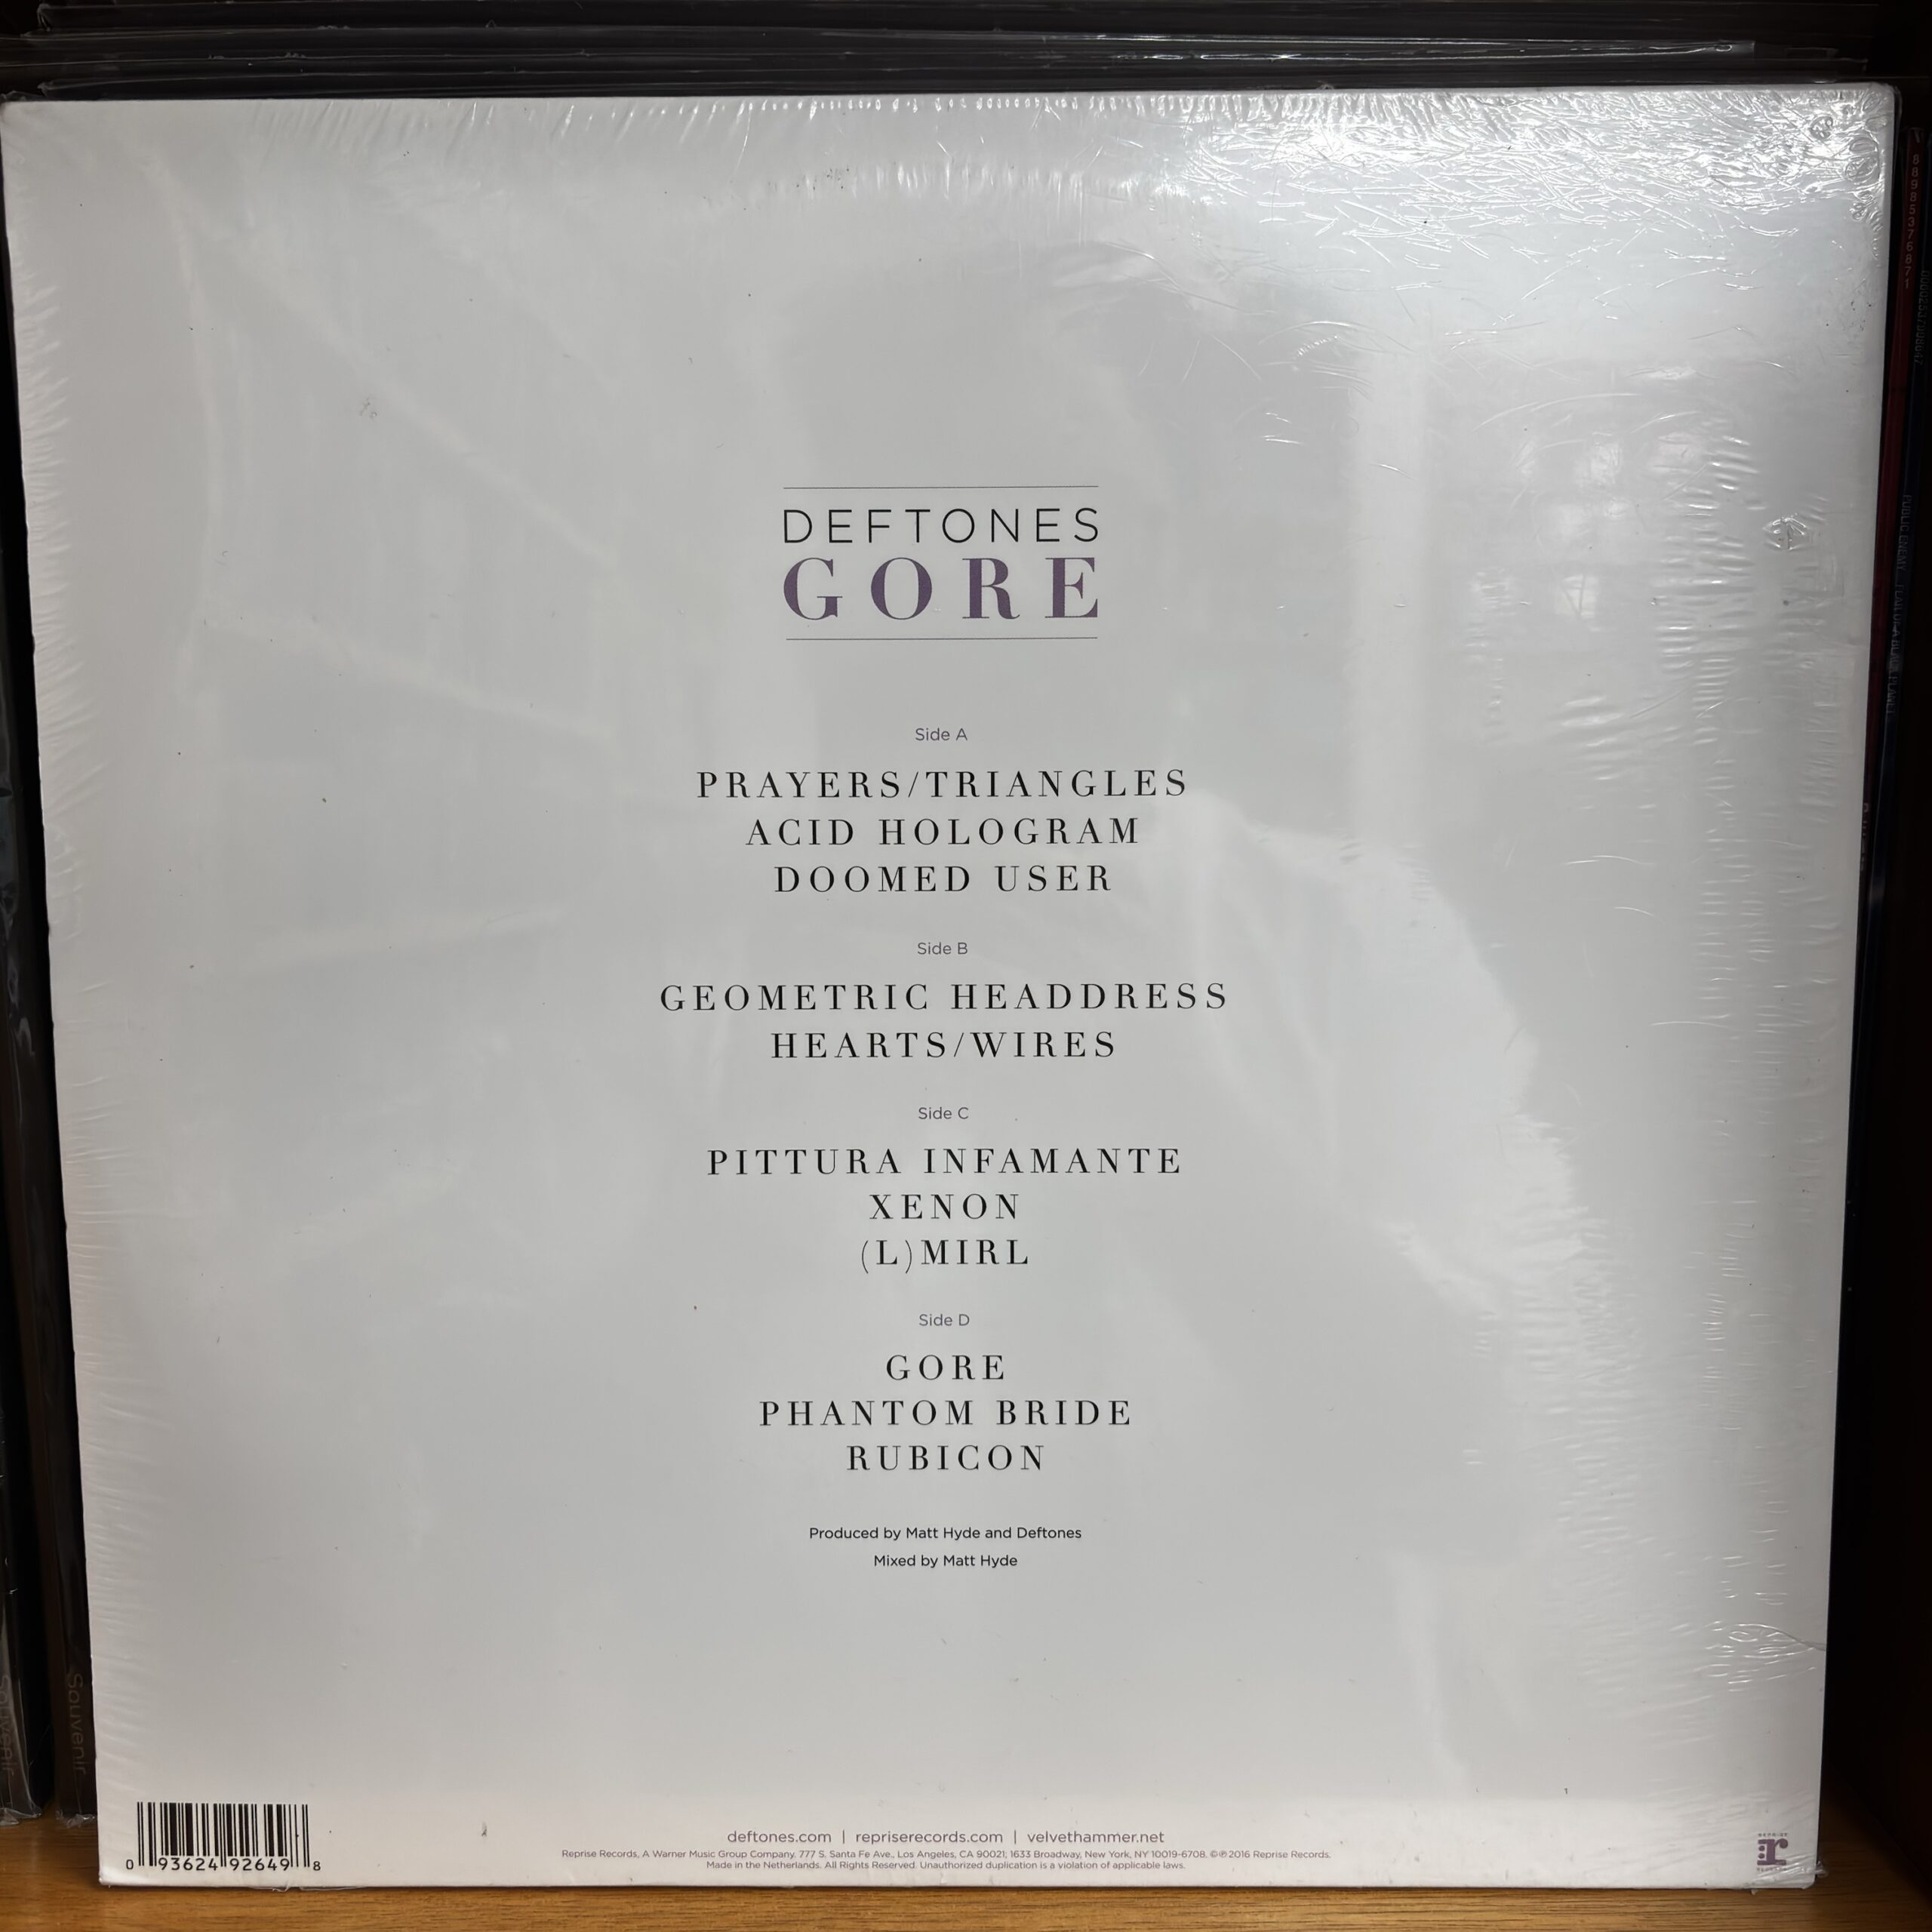 DEFTONES
GORE
Side A
PRAYERS/TRIANGLES
ACID HOLOGRAM
DOOMED USER
Side B
GEOMETRIC HEADDRESS
HEARTS/WIRES
Side C
PITTURA INFAMANTE
XENON
(L)MIRL
Side D
GORE
PHANTOM BRIDE
RUBICON
Produced by Matt Hyde and Deftones
Mixed by Matt Hyde
deftones.com | repriserecords.com | velvethammer.net
Reprise Records, A Warner Music Group Company. 777 S. Santa Fe Ave., Los Angeles, CA 90021; 1633 Broadway, New York, NY 10019-6708. ©℗2016 Reprise Records.
Made in the Netherlands. All Rights Reserved. Unauthorized duplication is a violation of applicable laws.
0 93624 92649 8
r
Souvenir
Souvenir
88985376871